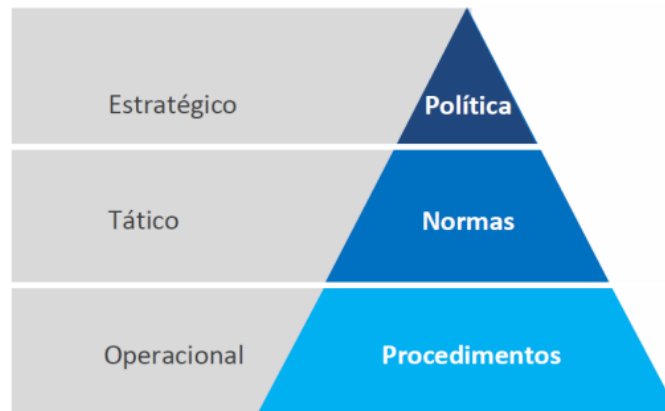 Estratégico
Política
Tático
Normas
Operacional
Procedimentos